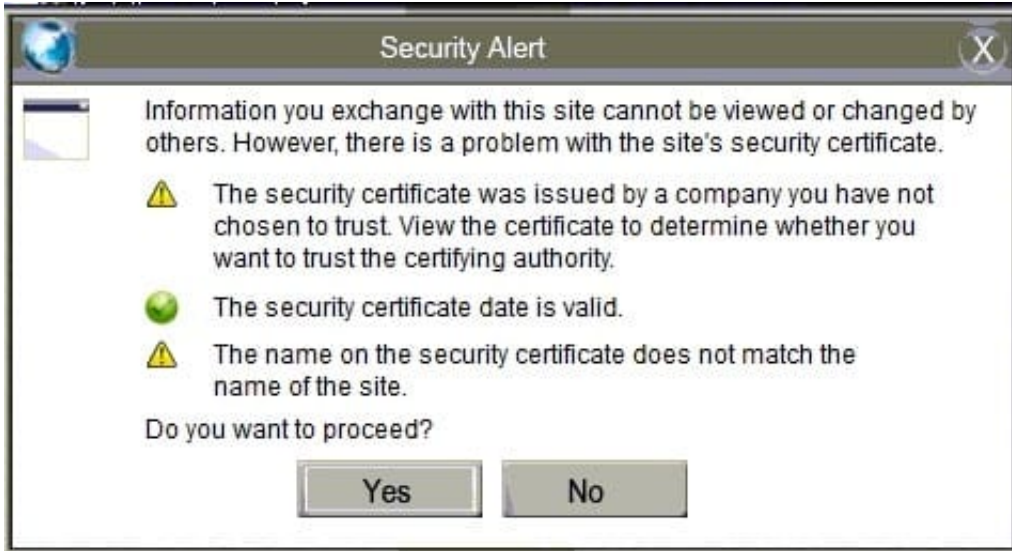 Security Alert
X
Information you exchange with this site cannot be viewed or changed by
others. However, there is a problem with the site's security certificate.
The security certificate was issued by a company you have not
chosen to trust. View the certificate to determine whether you
want to trust the certifying authority.
The security certificate date is valid.
The name on the security certificate does not match the
name of the site.
Do you want to proceed?
Yes No